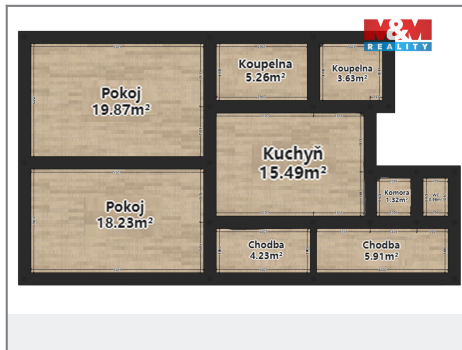 M&M
REALITY
Koupelna
5.26m²
Koupelna
3.63m²
Pokoj
19.87m²
Kuchyň
15.49m²
Komora
1.32m²
Pokoj
18.23m²
Chodba
4.23m²
Chodba
5.91m²